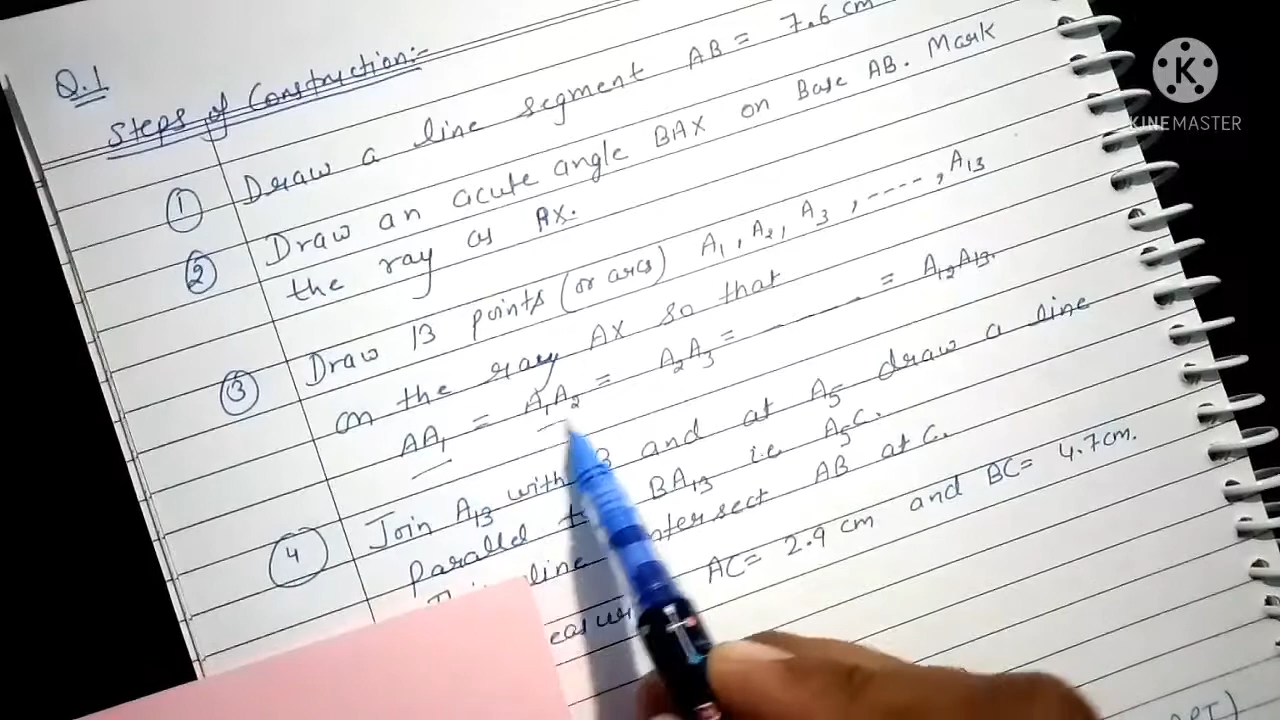 Q.1
Steps of Construction:-
① Draw a line segment AB = 7.6 cm
② Draw an acute angle BAX on Base AB. Mark
the ray as AX.
③ Draw 13 points (or arcs) A₁, A₂, A₃, ----, A₁₃
on the ray AX so that
AA₁ = A₁A₂ = A₂A₃ = ______ = A₁₂A₁₃.
④ Join A₁₃ with B and at A₅ draw a line
Parallel to BA₁₃ i.e A₅C.
line intersect AB at C.
AC = 2.9 cm and BC = 4.7cm.
K
KINEMASTER